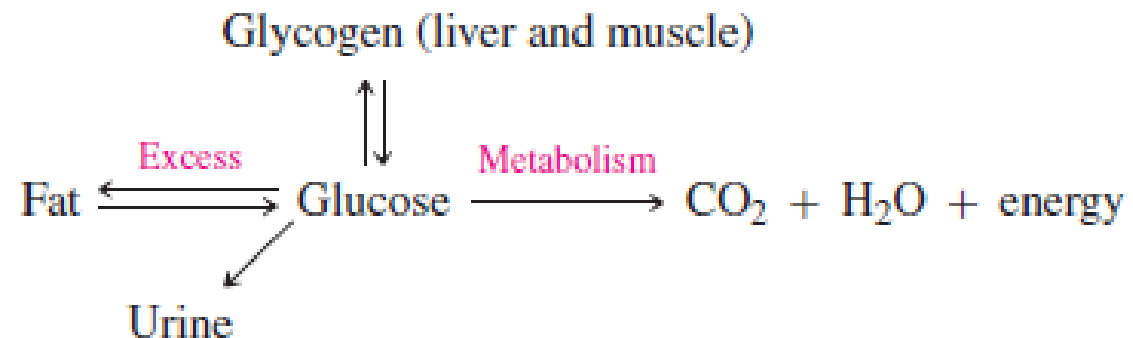 Glycogen (liver and muscle)
Excess
Metabolism
Fat Glucose CO₂ + H₂O + energy
Urine